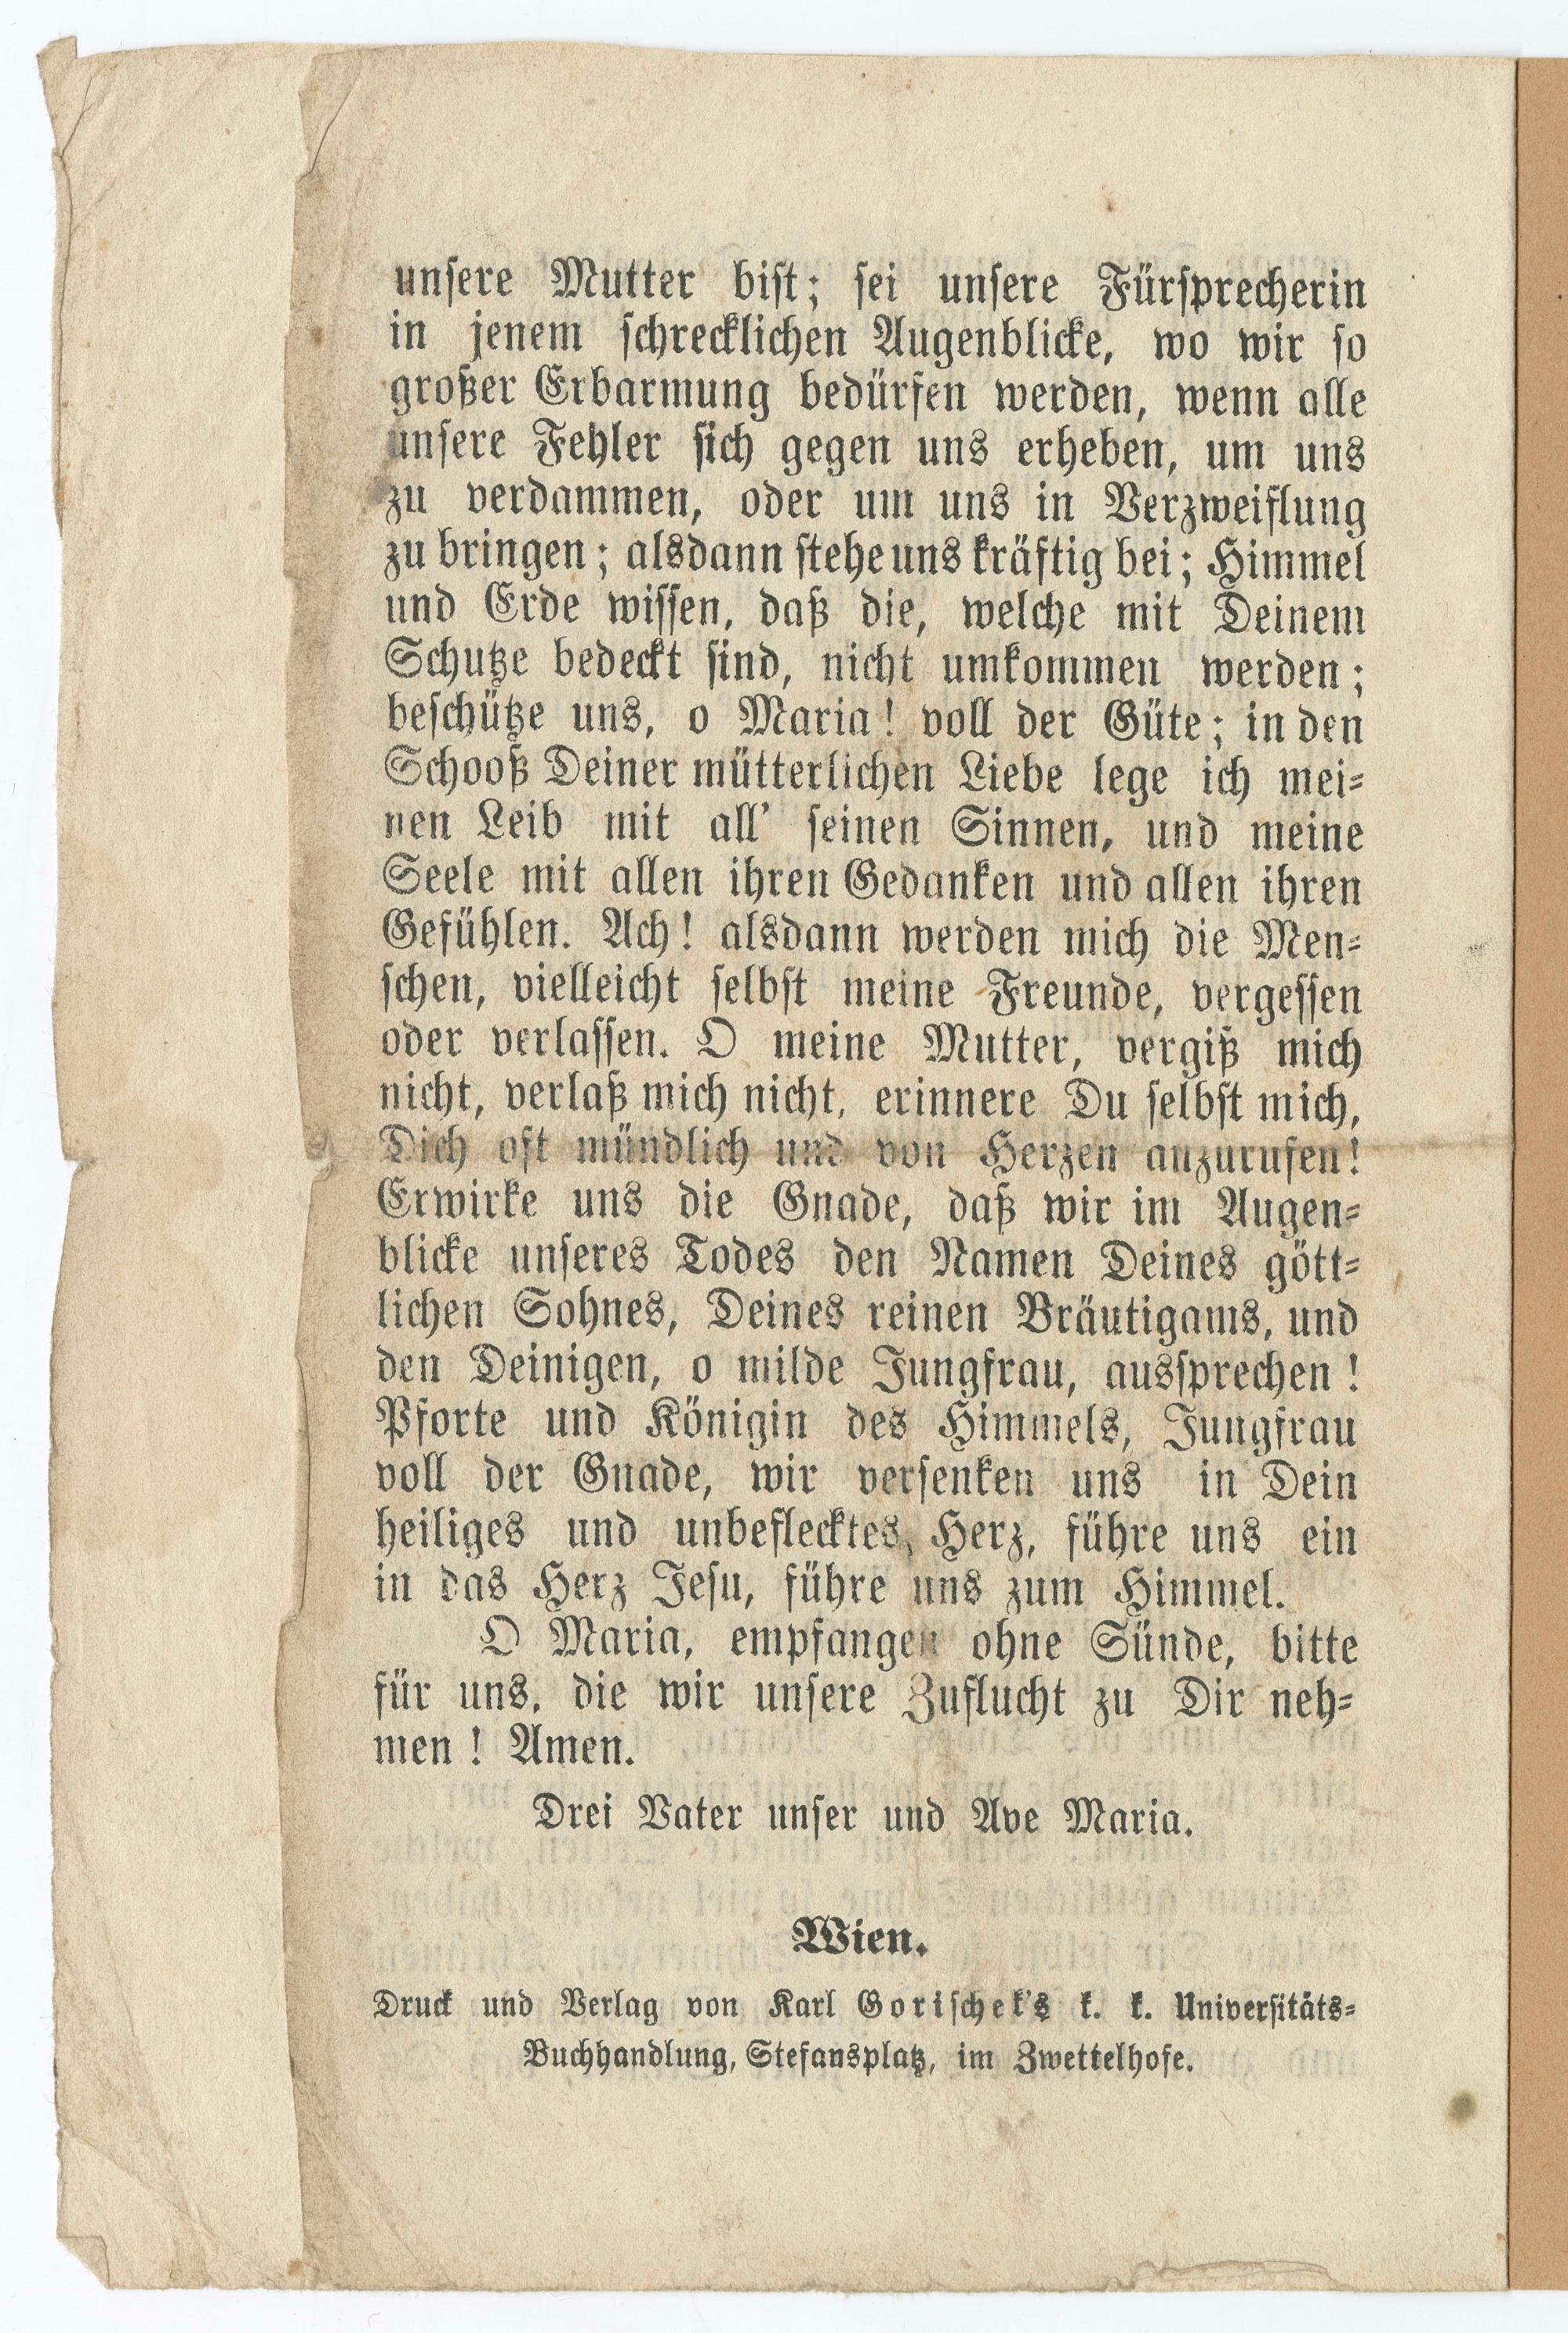 unsere Mutter bist; sei unsere Fürsprecherin
in jenem schrecklichen Augenblicke, wo wir so
großer Erbarmung bedürfen werden, wenn alle
unsere Fehler sich gegen uns erheben, um uns
zu verdammen, oder um uns in Verzweiflung
zu bringen; alsdann stehe uns kräftig bei; Himmel
und Erde wissen, daß die, welche mit Deinem
Schutze bedeckt sind, nicht umkommen werden;
beschütze uns, o Maria! voll der Güte; in den
Schooß Deiner mütterlichen Liebe lege ich mei-
nen Leib mit all' seinen Sinnen, und meine
Seele mit allen ihren Gedanken und allen ihren
Gefühlen. Ach! alsdann werden mich die Men-
schen, vielleicht selbst meine Freunde, vergessen
oder verlassen. O meine Mutter, vergiß mich
nicht, verlaß mich nicht, erinnere Du selbst mich,
Dich oft mündlich und von Herzen anzurufen!
Erwirke uns die Gnade, daß wir im Augen-
blicke unseres Todes den Namen Deines gött-
lichen Sohnes, Deines reinen Bräutigams, und
den Deinigen, o milde Jungfrau, aussprechen!
Pforte und Königin des Himmels, Jungfrau
voll der Gnade, wir versenken uns in Dein
heiliges und unbeflecktes Herz, führe uns ein
in das Herz Jesu, führe uns zum Himmel.
O Maria, empfangen ohne Sünde, bitte
für uns, die wir unsere Zuflucht zu Dir neh-
men! Amen.
Drei Vater unser und Ave Maria.
Wien.
Druck und Verlag von Karl Gorischek's k. k. Universitäts-
Buchhandlung, Stefansplatz, im Zwettelhofe.